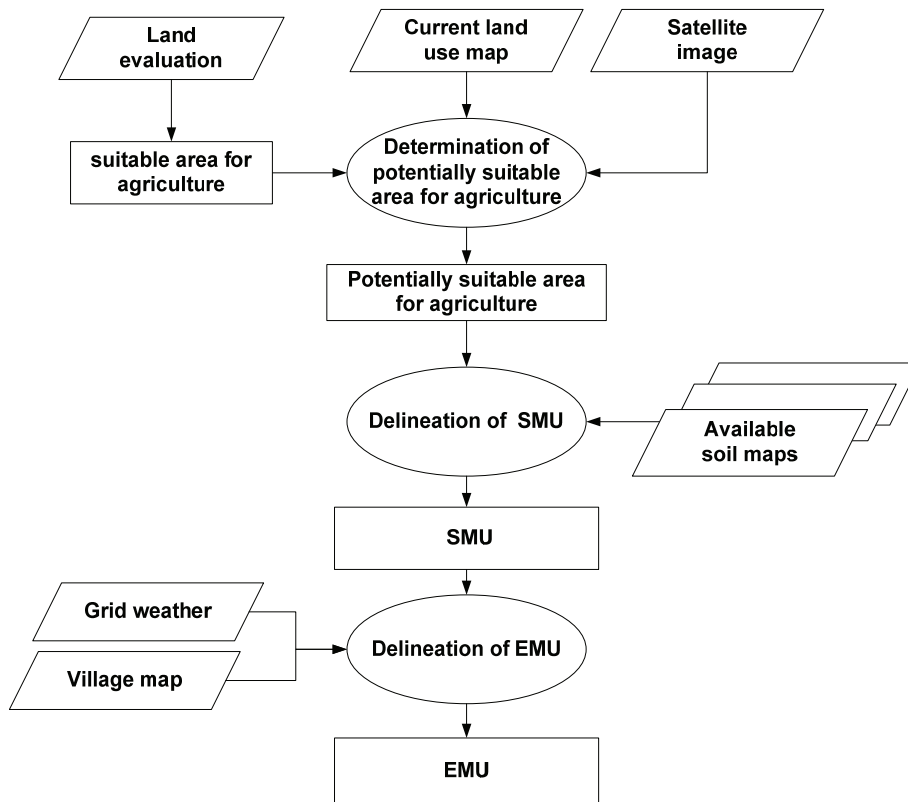 Land
evaluation
Current land
use map
Satellite
image
suitable area for
agriculture
Determination of
potentially suitable
area for agriculture
Potentially suitable area
for agriculture
Delineation of SMU
Available
soil maps
SMU
Grid weather
Village map
Delineation of EMU
EMU